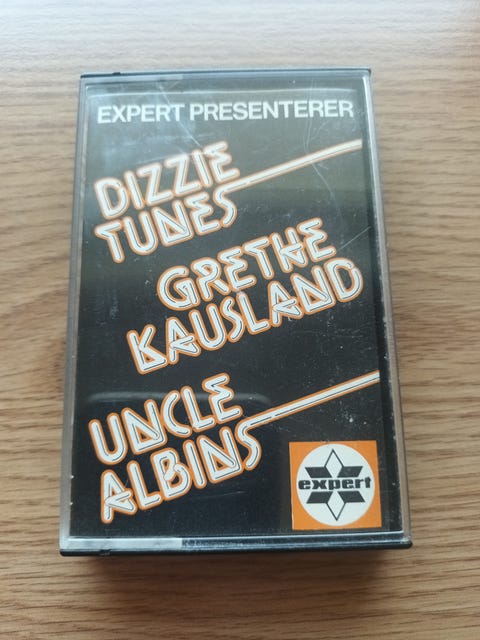 EXPERT PRESENTERER
DIZZIE
TUNES
GRETHE
KAUSLAND
UNCLE
ALBINS
expert